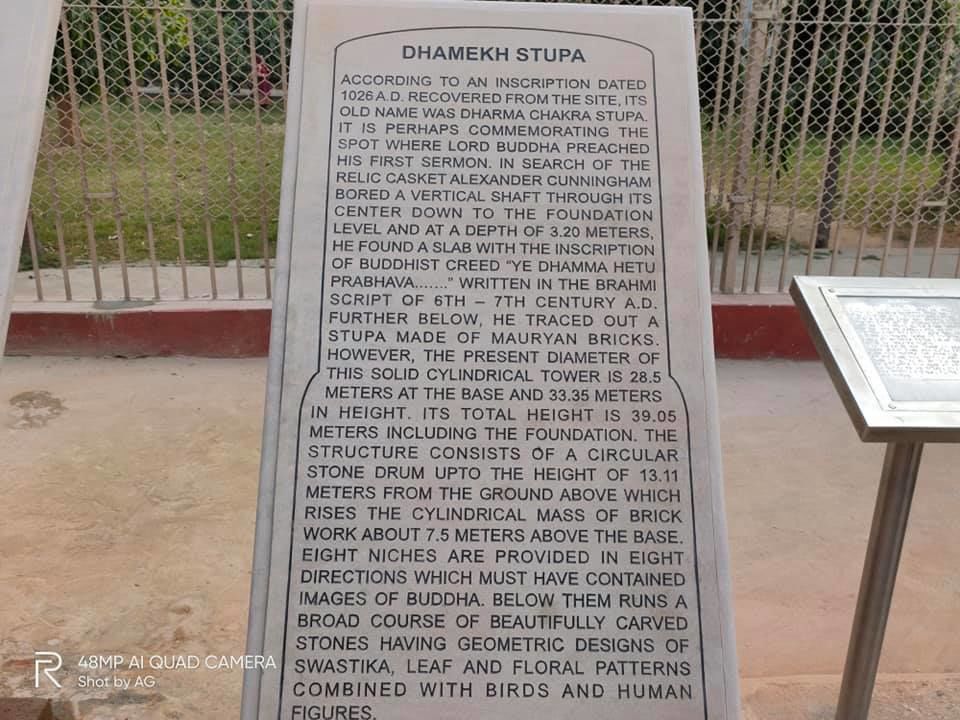 DHAMEKH STUPA
ACCORDING TO AN INSCRIPTION DATED
1026 A.D. RECOVERED FROM THE SITE, ITS
OLD NAME WAS DHARMA CHAKRA STUPA.
IT IS PERHAPS COMMEMORATING THE
SPOT WHERE LORD BUDDHA PREACHED
HIS FIRST SERMON. IN SEARCH OF THE
RELIC CASKET ALEXANDER CUNNINGHAM
BORED A VERTICAL SHAFT THROUGH ITS
CENTER DOWN TO THE FOUNDATION
LEVEL AND AT A DEPTH OF 3.20 METERS,
HE FOUND A SLAB WITH THE INSCRIPTION
OF BUDDHIST CREED "YE DHAMMA HETU
PRABHAVA......." WRITTEN IN THE BRAHMI
SCRIPT OF 6TH – 7TH CENTURY A.D.
FURTHER BELOW, HE TRACED OUT A
STUPA MADE OF MAURYAN BRICKS.
HOWEVER, THE PRESENT DIAMETER OF
THIS SOLID CYLINDRICAL TOWER IS 28.5
METERS AT THE BASE AND 33.35 METERS
IN HEIGHT. ITS TOTAL HEIGHT IS 39.05
METERS INCLUDING THE FOUNDATION. THE
STRUCTURE CONSISTS OF A CIRCULAR
STONE DRUM UPTO THE HEIGHT OF 13.11
METERS FROM THE GROUND ABOVE WHICH
RISES THE CYLINDRICAL MASS OF BRICK
WORK ABOUT 7.5 METERS ABOVE THE BASE.
EIGHT NICHES ARE PROVIDED IN EIGHT
DIRECTIONS WHICH MUST HAVE CONTAINED
IMAGES OF BUDDHA. BELOW THEM RUNS A
BROAD COURSE OF BEAUTIFULLY CARVED
STONES HAVING GEOMETRIC DESIGNS OF
SWASTIKA, LEAF AND FLORAL PATTERNS
COMBINED WITH BIRDS AND HUMAN
FIGURES.
R 48MP AI QUAD CAMERA
Shot by AG